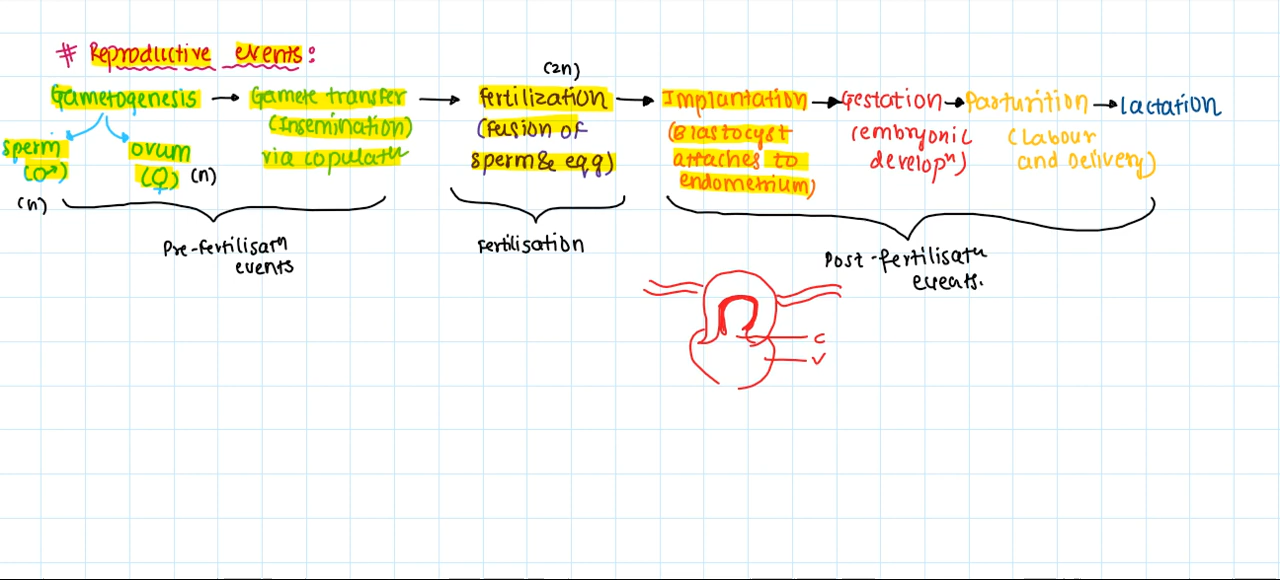 # Reproductive events:
(2n)
Gametogenesis → Gamete transfer → fertilization → Implantation → Gestation → Pasturition → Lactation
sperm (♂) (n)
ovum (♀) (n)
(Insemination)
via copulatn
(fusion of
sperm & egg)
(Blastocyst
attaches to
endometrium)
(embryonic
developⁿ)
(labour
and Delivery)
Pre-fertilisatn
events
Fertilisation
Post-fertilisatn
events.
C
V